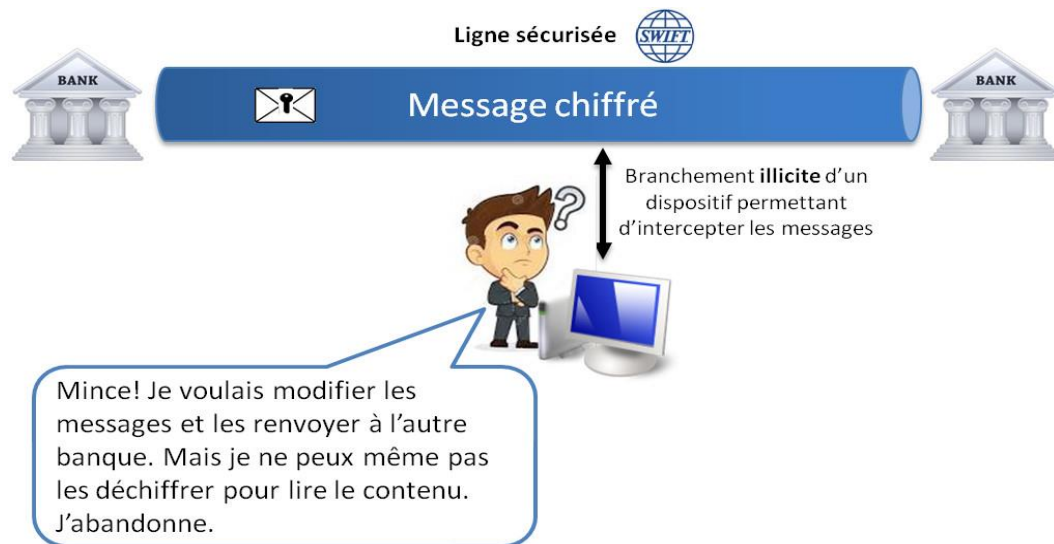 Ligne sécurisée
SWIFT
BANK
Message chiffré
BANK
Branchement illicite d’un
dispositif permettant
d’intercepter les messages
?
Mince! Je voulais modifier les
messages et les renvoyer à l’autre
banque. Mais je ne peux même pas
les déchiffrer pour lire le contenu.
J’abandonne.